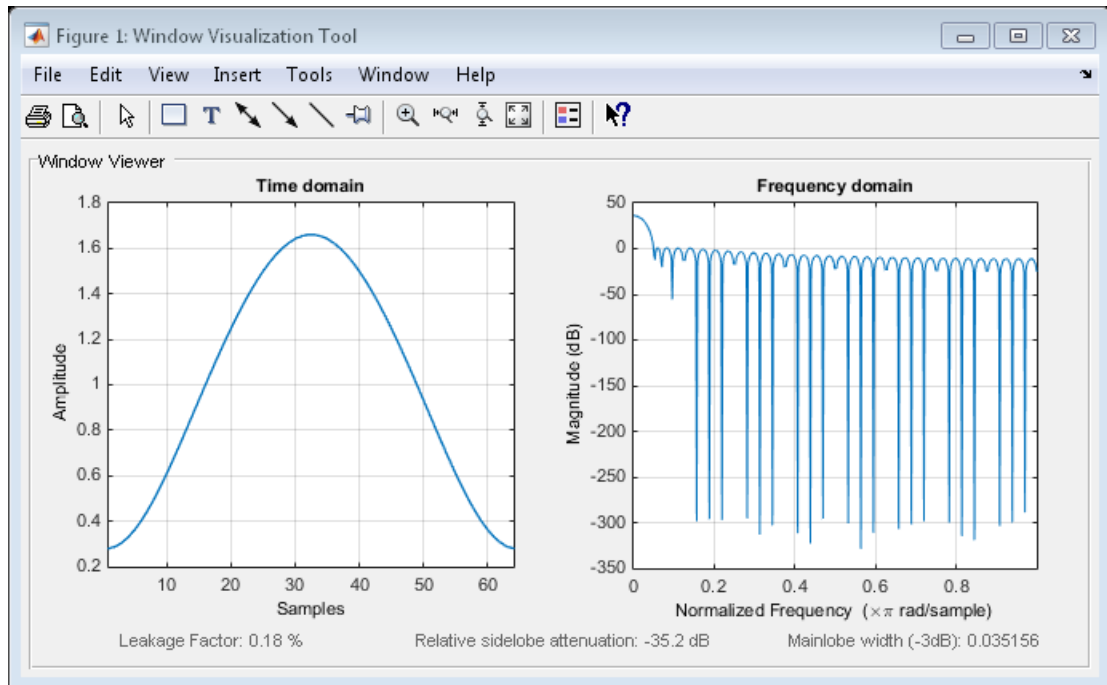 Figure 1: Window Visualization Tool
File Edit View Insert Tools Window Help
T
?
Window Viewer
Time domain
1.8
1.6
1.4
1.2
1
0.8
0.6
0.4
0.2
Amplitude
10 20 30 40 50 60
Samples
Frequency domain
50
0
-50
-100
-150
-200
-250
-300
-350
Magnitude (dB)
0 0.2 0.4 0.6 0.8
Normalized Frequency (×π rad/sample)
Leakage Factor: 0.18 % Relative sidelobe attenuation: -35.2 dB Mainlobe width (-3dB): 0.035156